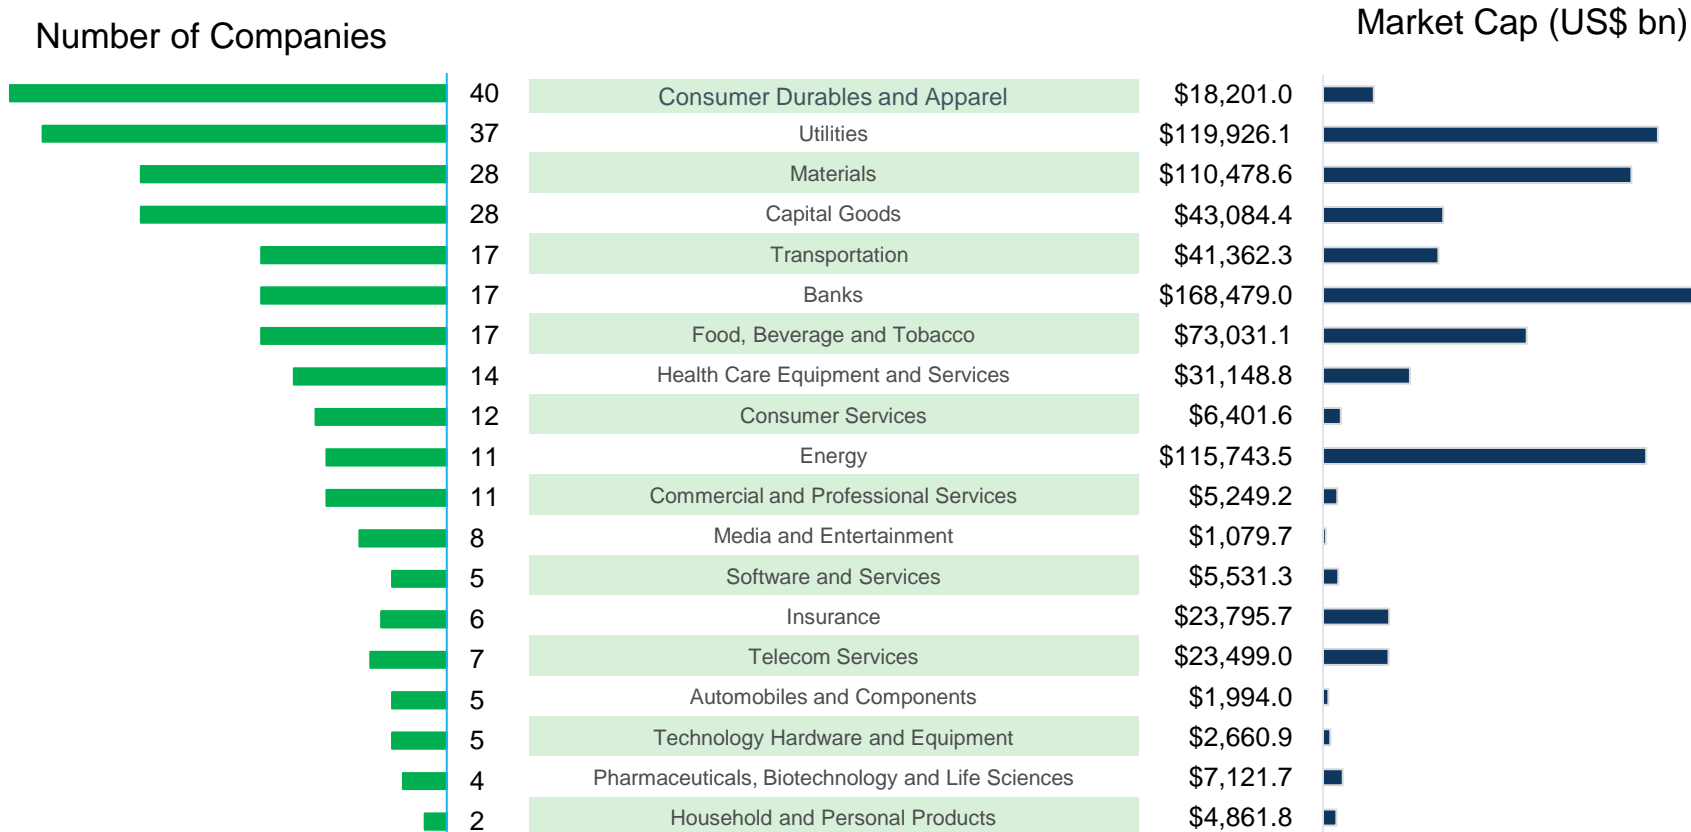 Number of Companies
Market Cap (US$ bn)
40 Consumer Durables and Apparel $18,201.0
37 Utilities $119,926.1
28 Materials $110,478.6
28 Capital Goods $43,084.4
17 Transportation $41,362.3
17 Banks $168,479.0
17 Food, Beverage and Tobacco $73,031.1
14 Health Care Equipment and Services $31,148.8
12 Consumer Services $6,401.6
11 Energy $115,743.5
11 Commercial and Professional Services $5,249.2
8 Media and Entertainment $1,079.7
5 Software and Services $5,531.3
6 Insurance $23,795.7
7 Telecom Services $23,499.0
5 Automobiles and Components $1,994.0
5 Technology Hardware and Equipment $2,660.9
4 Pharmaceuticals, Biotechnology and Life Sciences $7,121.7
2 Household and Personal Products $4,861.8